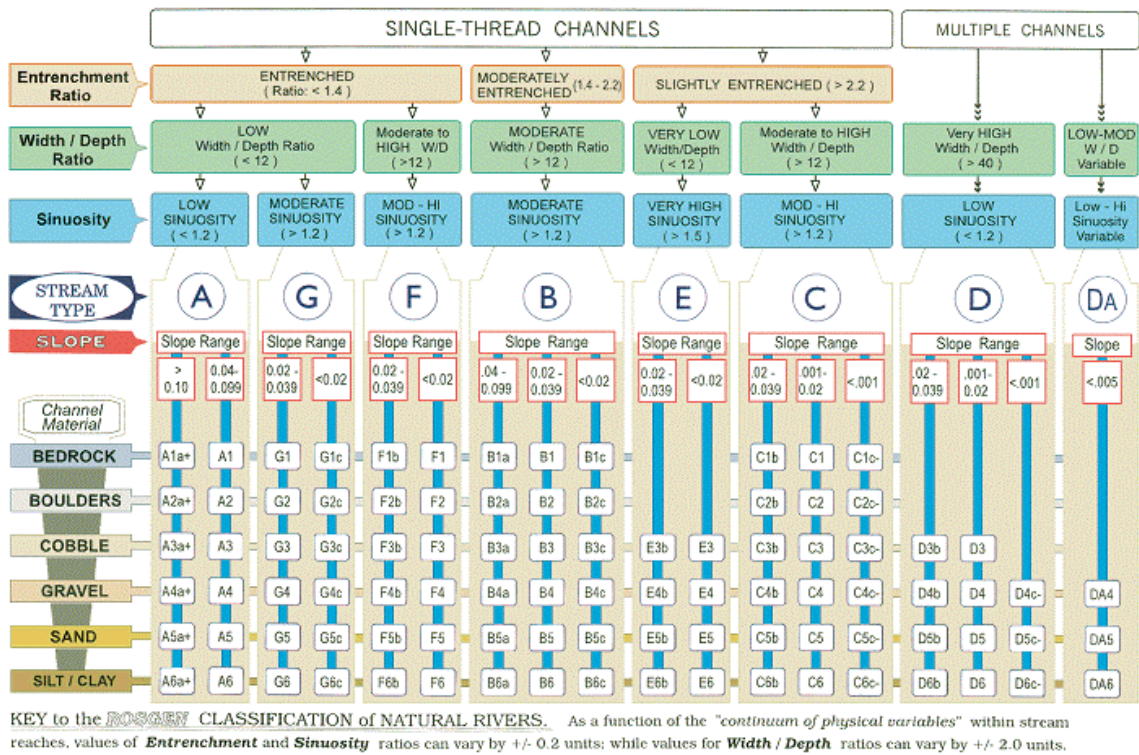 SINGLE-THREAD CHANNELS
MULTIPLE CHANNELS
Entrenchment
Ratio
ENTRENCHED
( Ratio: < 1.4 )
MODERATELY
ENTRENCHED (1.4 - 2.2)
SLIGHTLY ENTRENCHED ( > 2.2 )
Width / Depth
Ratio
LOW
Width / Depth Ratio
( < 12 )
Moderate to
HIGH W/D
( >12 )
MODERATE
Width / Depth Ratio
( > 12 )
VERY LOW
Width/Depth
( < 12 )
Moderate to HIGH
Width / Depth
( > 12 )
Very HIGH
Width / Depth
( > 40 )
LOW-MOD
W / D
Variable
Sinuosity
LOW
SINUOSITY
( < 1.2 )
MODERATE
SINUOSITY
( > 1.2 )
MOD - HI
SINUOSITY
( > 1.2 )
MODERATE
SINUOSITY
( > 1.2 )
VERY HIGH
SINUOSITY
( > 1.5 )
MOD - HI
SINUOSITY
( > 1.2 )
LOW
SINUOSITY
( < 1.2 )
Low - Hi
Sinuosity
Variable
STREAM
TYPE
A G F B E C D DA
SLOPE
Slope Range Slope Range Slope Range Slope Range Slope Range Slope Range Slope Range Slope
> 0.10
0.04-
0.099
0.02 -
0.039
<0.02
0.02 -
0.039
<0.02
.04 -
0.099
0.02 -
0.039
<0.02
0.02 -
0.039
<0.02
.02 -
0.039
.001-
0.02
<.001
.02 -
0.039
.001-
0.02
<.001
<.005
Channel
Material
BEDROCK A1a+ A1 G1 G1c F1b F1 B1a B1 B1c C1b C1 C1c-
BOULDERS A2a+ A2 G2 G2c F2b F2 B2a B2 B2c C2b C2 C2c-
COBBLE A3a+ A3 G3 G3c F3b F3 B3a B3 B3c E3b E3 C3b C3 C3c- D3b D3
GRAVEL A4a+ A4 G4 G4c F4b F4 B4a B4 B4c E4b E4 C4b C4 C4c- D4b D4 D4c- DA4
SAND A5a+ A5 G5 G5c F5b F5 B5a B5 B5c E5b E5 C5b C5 C5c- D5b D5 D5c- DA5
SILT / CLAY A6a+ A6 G6 G6c F6b F6 B6a B6 B6c E6b E6 C6b C6 C6c- D6b D6 D6c- DA6
KEY to the ROSGEN CLASSIFICATION of NATURAL RIVERS. As a function of the "continuum of physical variables" within stream
reaches, values of Entrenchment and Sinuosity ratios can vary by +/- 0.2 units; while values for Width / Depth ratios can vary by +/- 2.0 units.